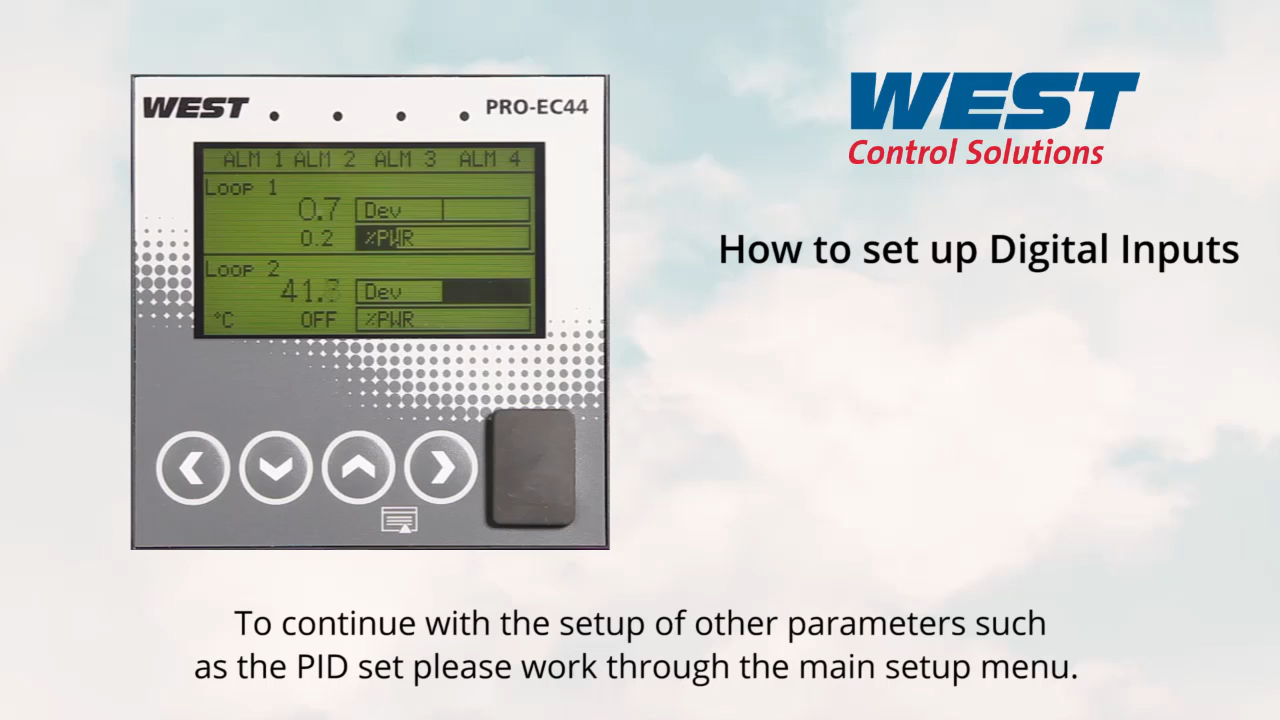 WEST
PRO-EC44
ALM 1 ALM 2 ALM 3 ALM 4
Loop 1
0.7 Dev
0.2 %PWR
Loop 2
41.3 Dev
°C OFF %PWR
WEST
Control Solutions
How to set up Digital Inputs
To continue with the setup of other parameters such
as the PID set please work through the main setup menu.